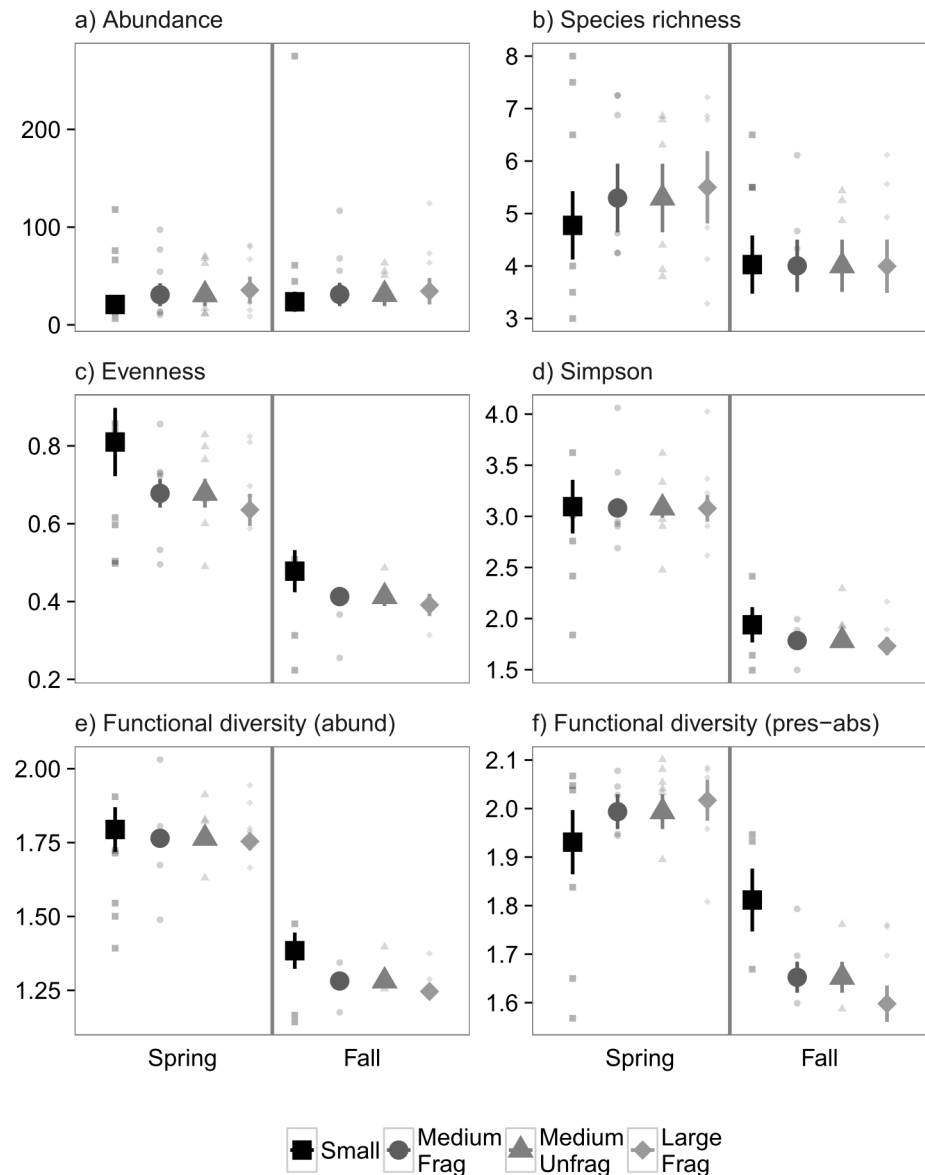 a) Abundance
b) Species richness
200
100
0
8
7
6
5
4
3
c) Evenness
d) Simpson
0.8
0.6
0.4
0.2
4.0
3.5
3.0
2.5
2.0
1.5
e) Functional diversity (abund)
f) Functional diversity (pres−abs)
2.00
1.75
1.50
1.25
2.1
2.0
1.9
1.8
1.7
1.6
Spring Fall
Spring Fall
Small
Medium Frag
Medium Unfrag
Large Frag